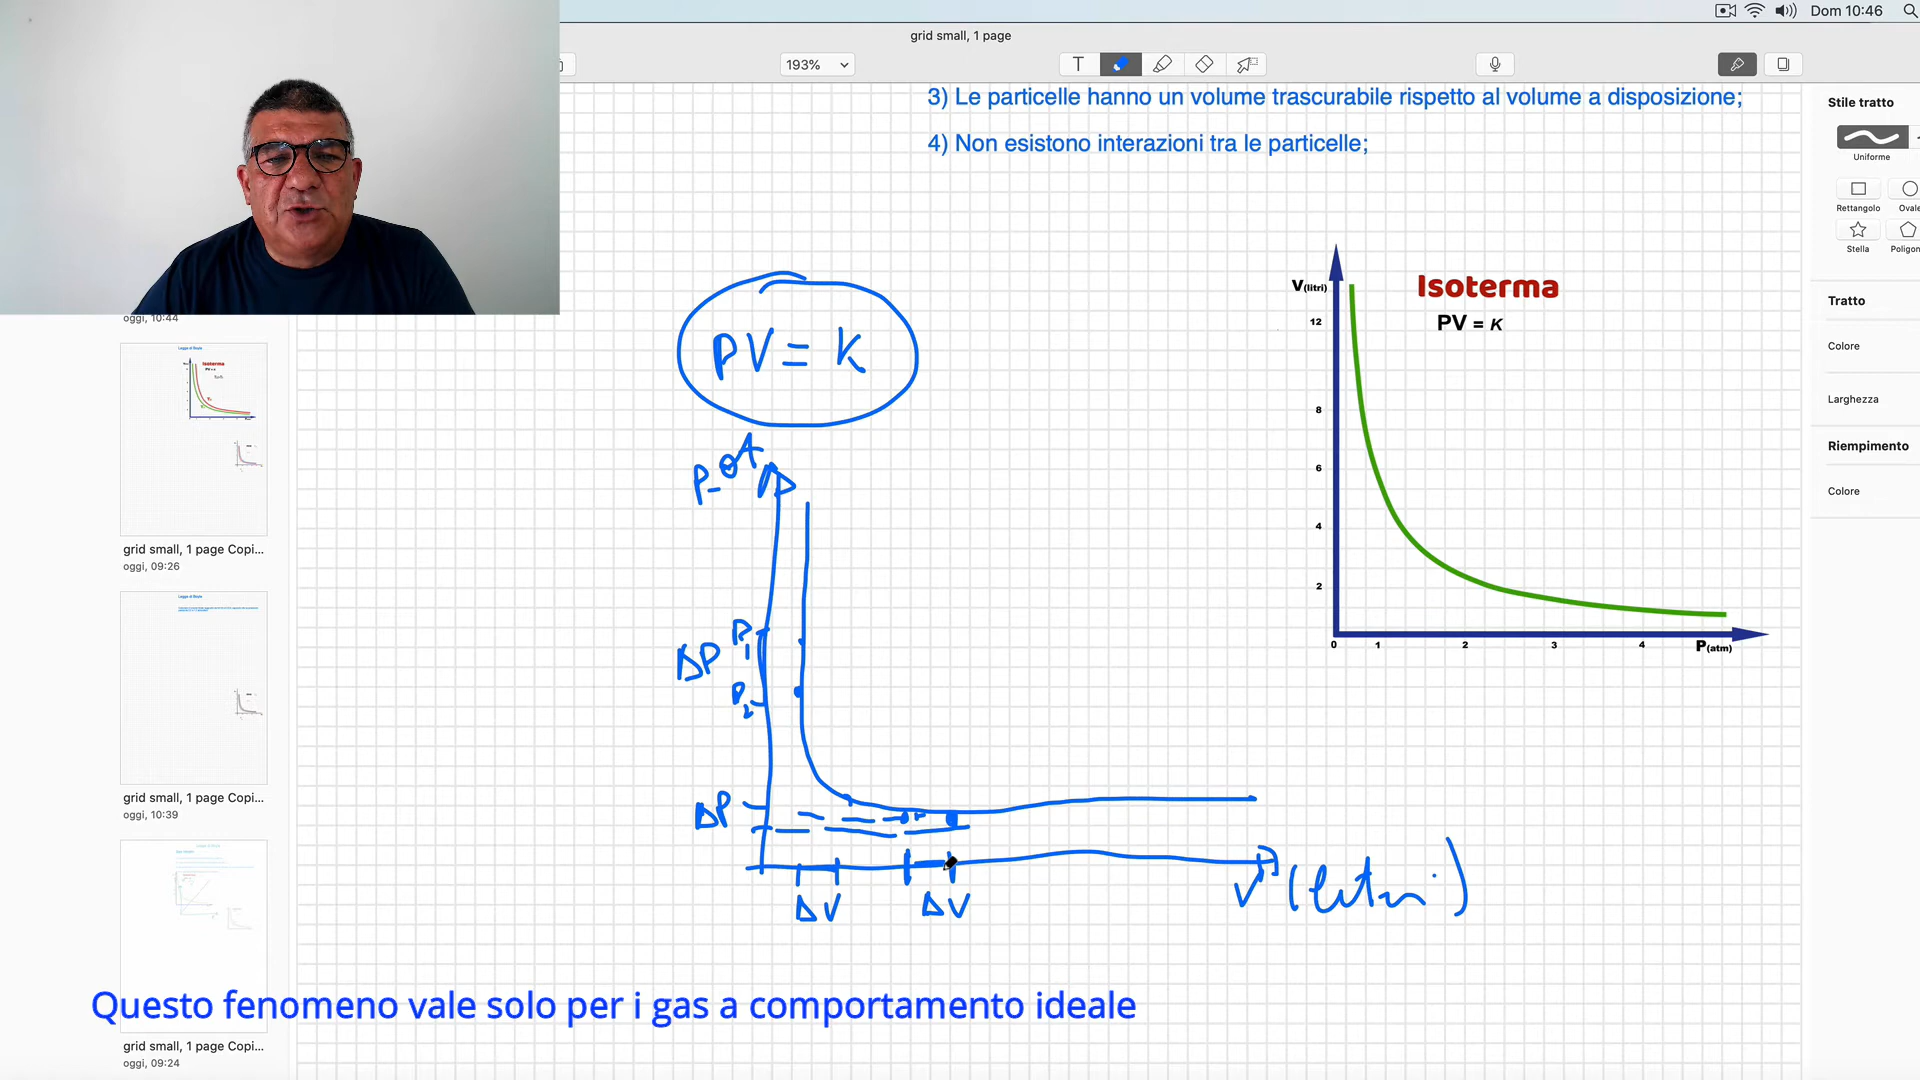 Dom 10:46
grid small, 1 page
193%
T
3) Le particelle hanno un volume trascurabile rispetto al volume a disposizione;
4) Non esistono interazioni tra le particelle;
Stile tratto
Uniforme
Rettangolo
Ovale
Stella
Poligon
Tratto
Colore
Larghezza
Riempimento
Colore
oggi, 10:44
Isoterma
grid small, 1 page Copi...
oggi, 09:26
grid small, 1 page Copi...
oggi, 10:39
grid small, 1 page Copi...
oggi, 09:24
PV = K
P1
ΔP
P2
ΔP
ΔV
ΔV
V (litri)
V(litri)
Isoterma
PV = K
12
8
6
4
2
0 1 2 3 4 P(atm)
Questo fenomeno vale solo per i gas a comportamento ideale